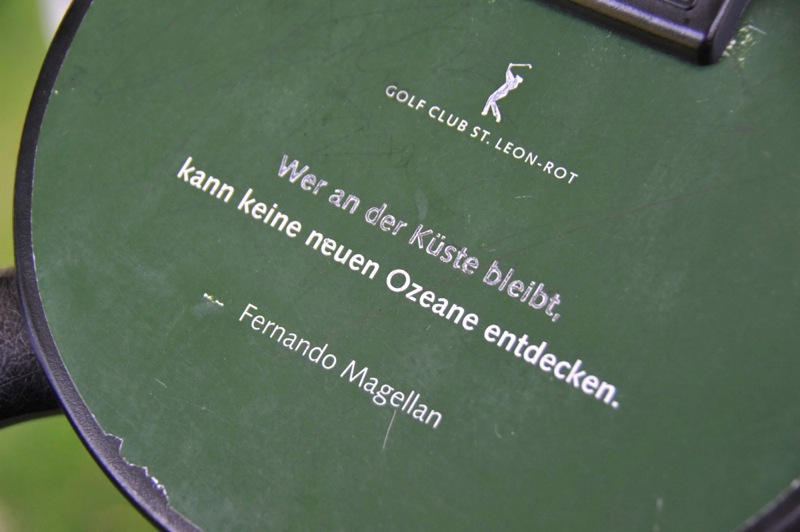 GOLF CLUB ST. LEON-ROT
Wer an der Küste bleibt,
kann keine neuen Ozeane entdecken.
Fernando Magellan